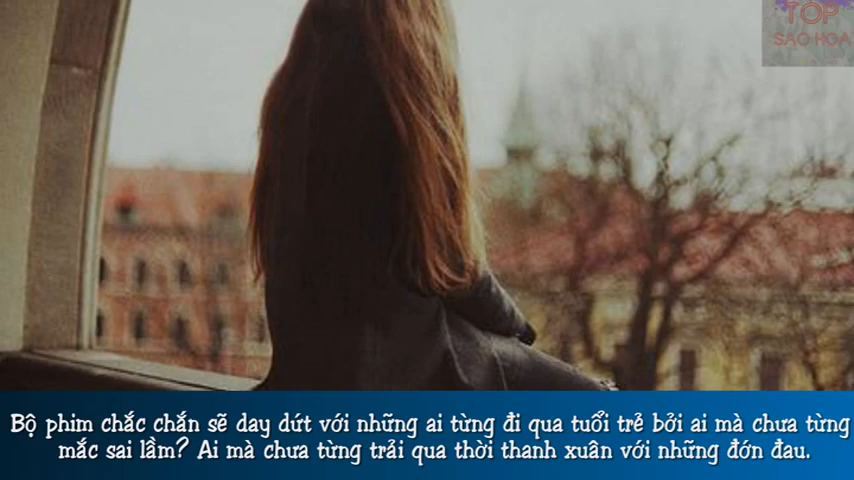 TOP
SAO HOA
Bộ phim chắc chắn sẽ day dứt với những ai từng đi qua tuổi trẻ bởi ai mà chưa từng
mắc sai lầm? Ai mà chưa từng trải qua thời thanh xuân với những đớn đau.